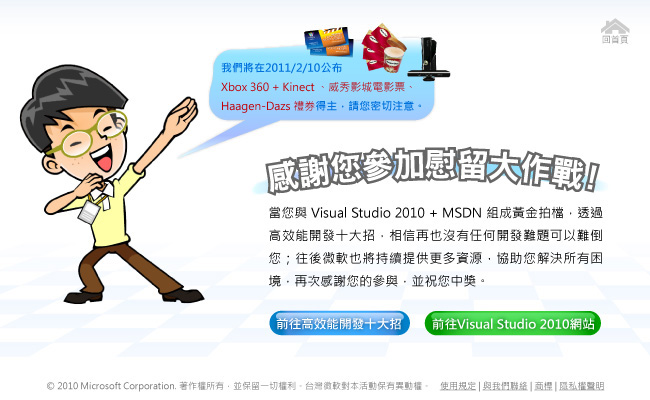 回首頁
我們將在2011/2/10公布
Xbox 360 + Kinect、威秀影城電影票、
Haagen-Dazs 禮券得主，請您密切注意。
感謝您參加慰留大作戰！
當您與 Visual Studio 2010 + MSDN 組成黃金拍檔，透過
高效能開發十大招，相信再也沒有任何開發難題可以難倒
您；往後微軟也將持續提供更多資源，協助您解決所有困
境，再次感謝您的參與，並祝您中獎。
前往高效能開發十大招
前往Visual Studio 2010網站
© 2010 Microsoft Corporation. 著作權所有，並保留一切權利。台灣微軟對本活動保有異動權。 使用規定 | 與我們聯絡 | 商標 | 隱私權聲明